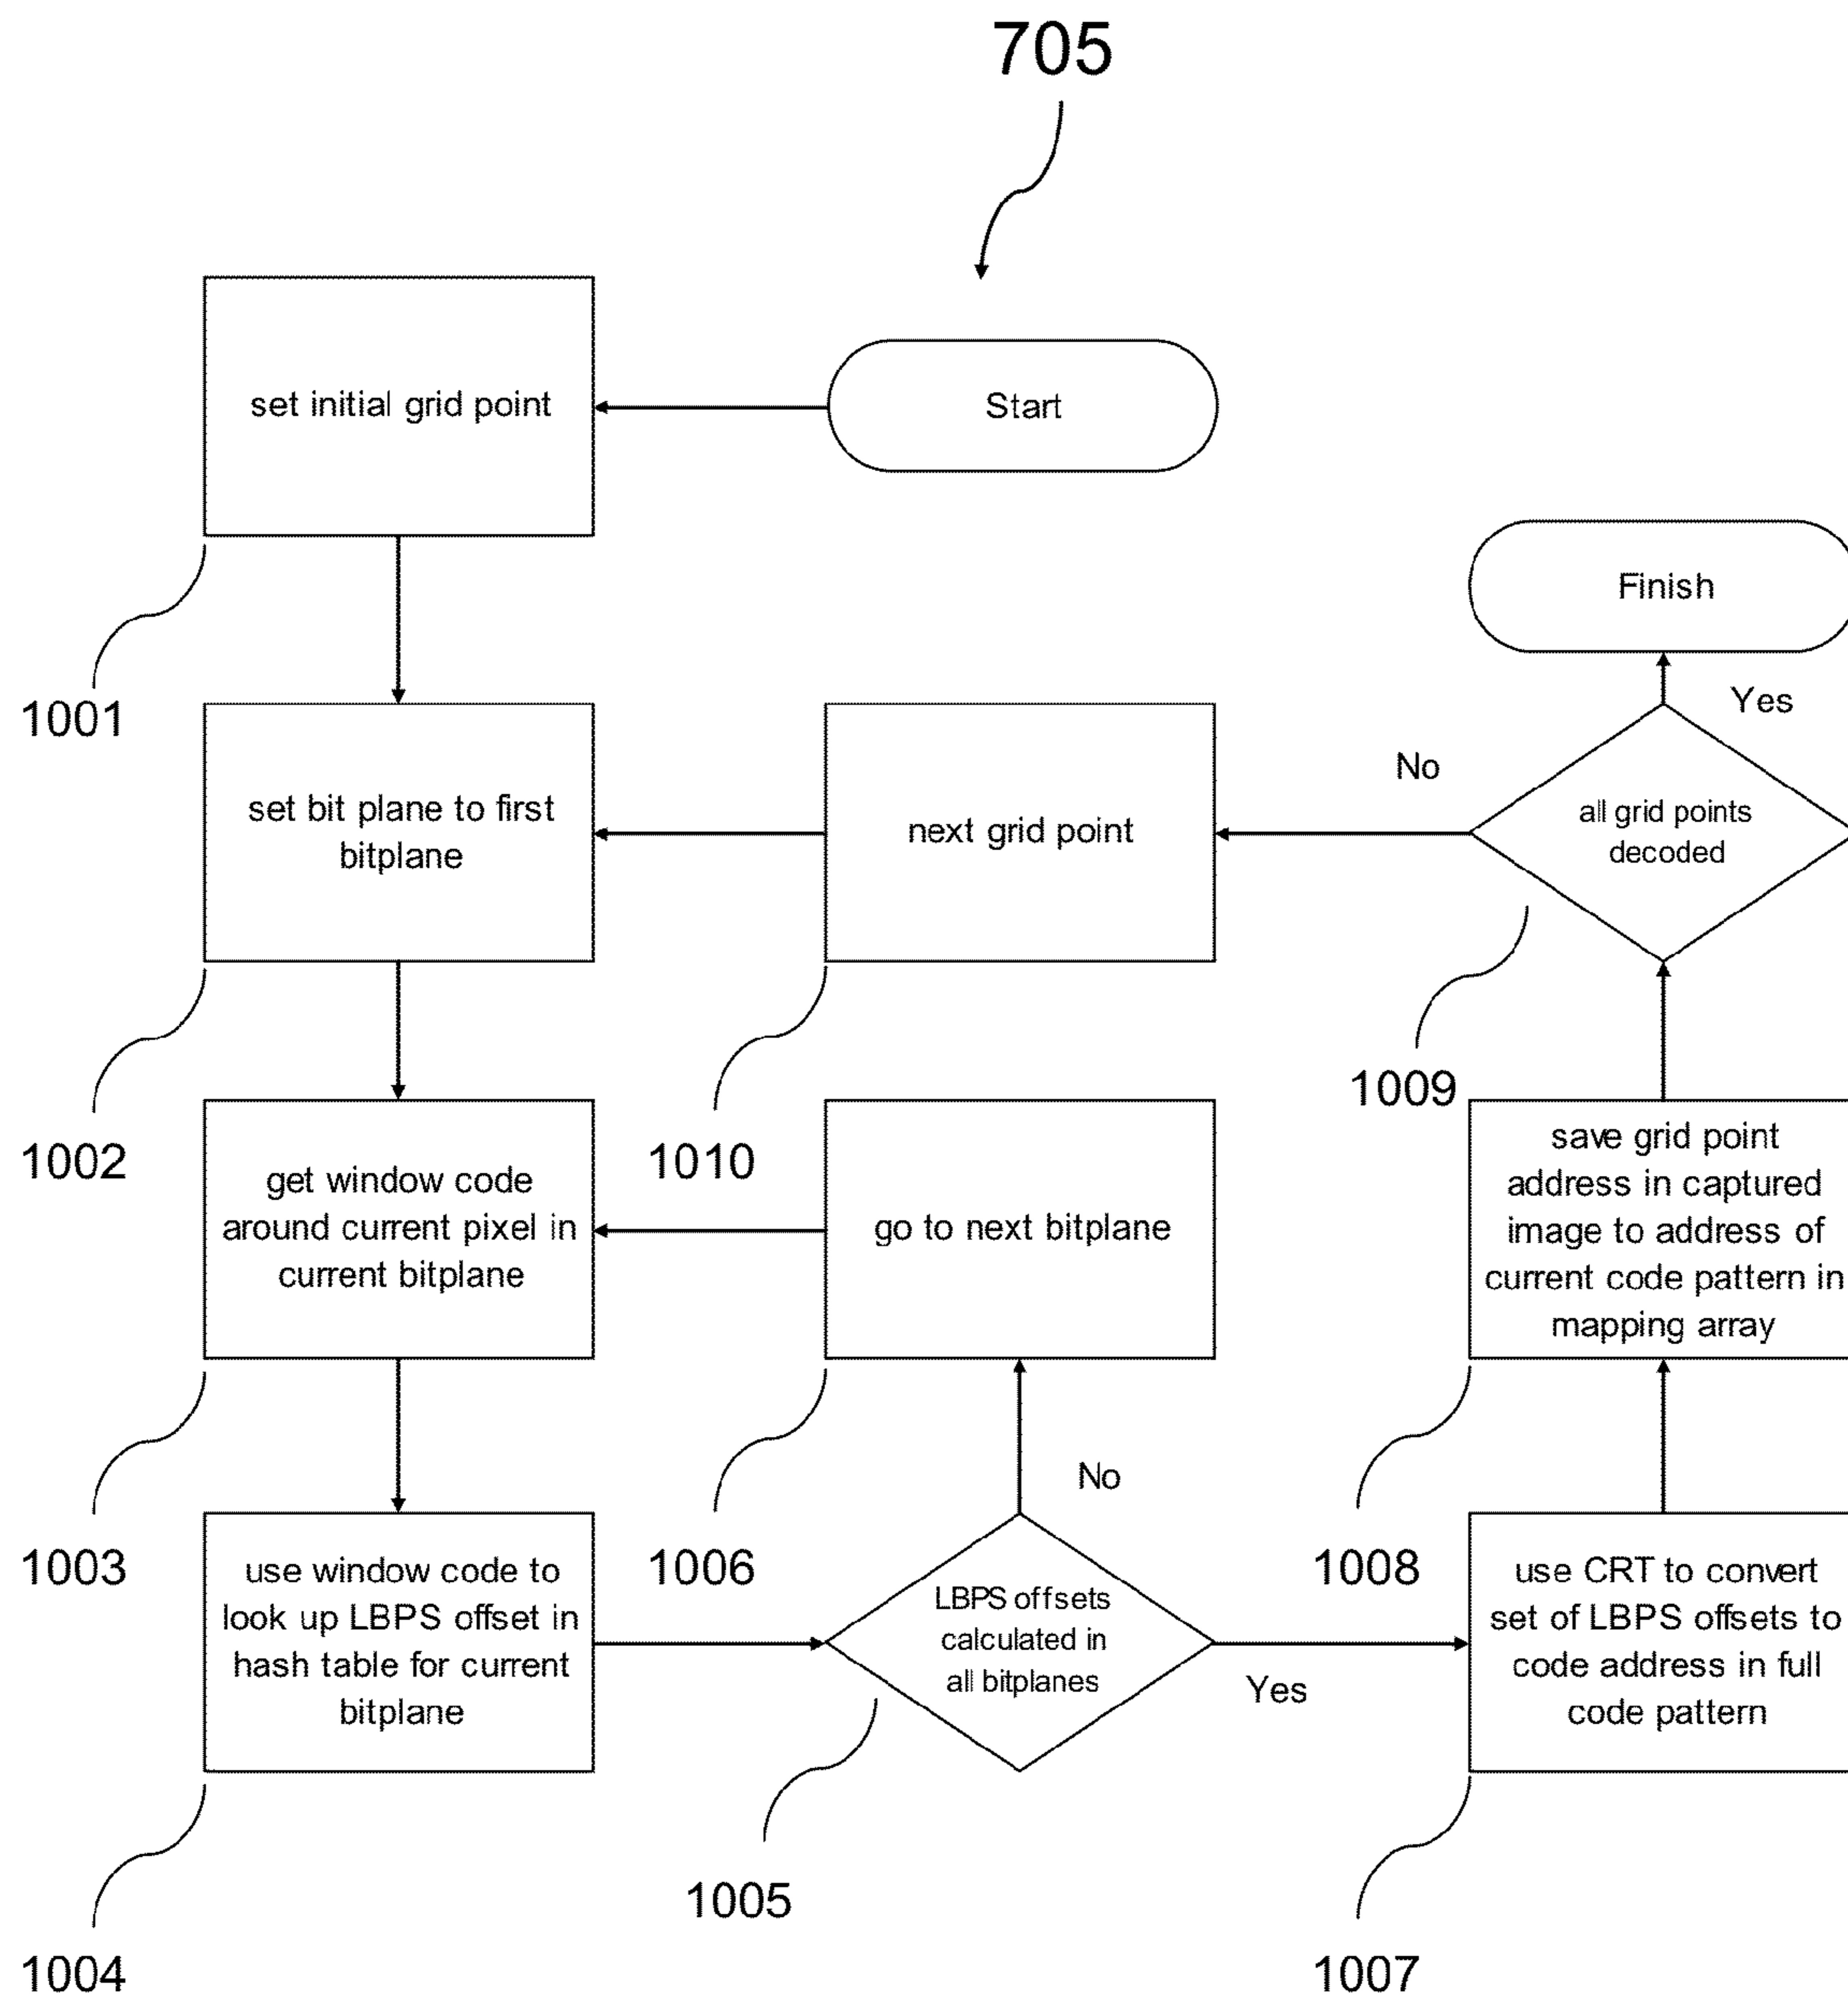 705
set initial grid point
Start
1001
Finish
Yes
No
set bit plane to first
bitplane
next grid point
all grid points
decoded
1002
1010
1009
get window code
around current pixel in
current bitplane
go to next bitplane
save grid point
address in captured
image to address of
current code pattern in
mapping array
1003
1006
No
1008
use window code to
look up LBPS offset in
hash table for current
bitplane
LBPS offsets
calculated in
all bitplanes
Yes
use CRT to convert
set of LBPS offsets to
code address in full
code pattern
1004
1005
1007